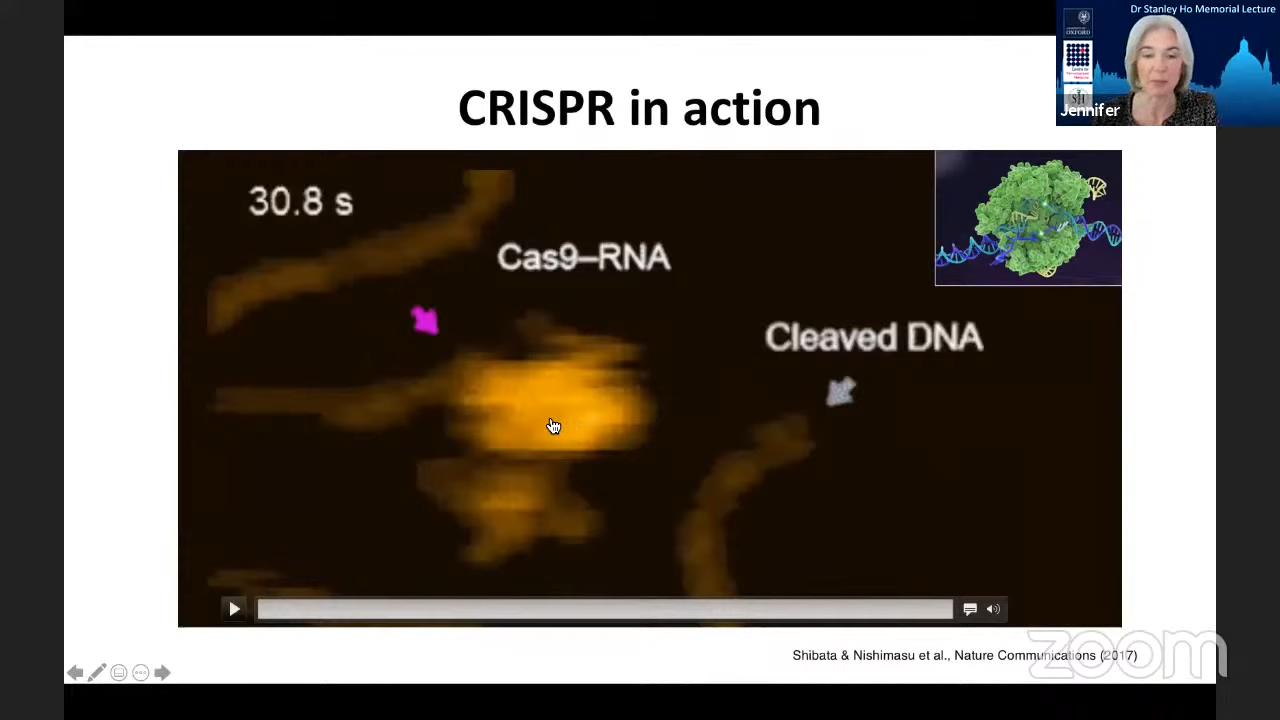 Dr Stanley Ho Memorial Lecture
OXFORD
Jennifer
CRISPR in action
30.8 s
Cas9–RNA
Cleaved DNA
Shibata & Nishimasu et al., Nature Communications (2017)
zoom